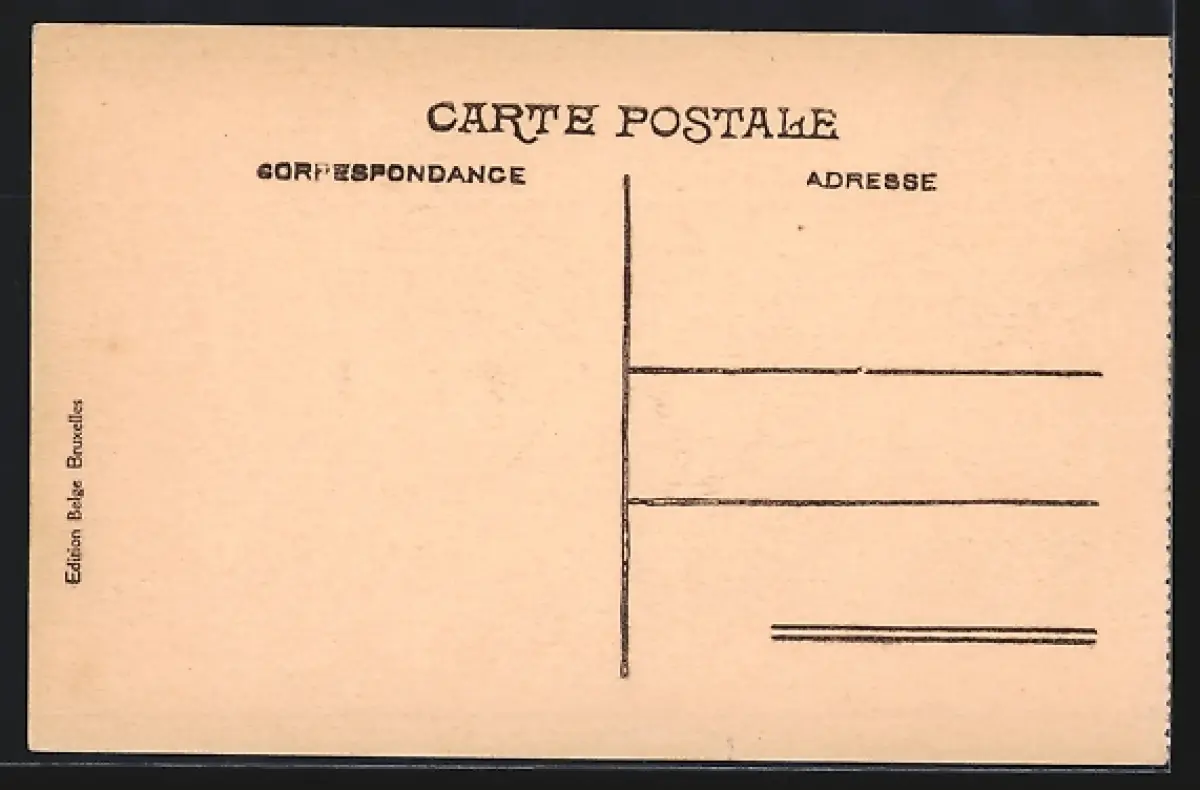 CARTE POSTALE
CORRESPONDANCE
ADRESSE
Edition Belge Bruxelles